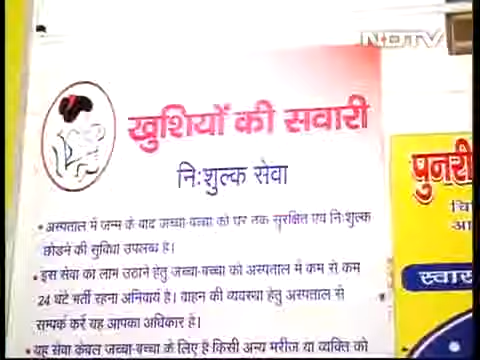 NDTV
खुशियों की सवारी
निःशुल्क सेवा
• अस्पताल में जन्म के बाद जच्चा-बच्चा को घर तक सुरक्षित एवं निःशुल्क
छोडने की सुविधा उपलब्ध है।
• इस सेवा का लाभ उठाने हेतु जच्चा-बच्चा को अस्पताल में कम से कम
24 घंटे भर्ती रहना अनिवार्य है। वाहन की व्यवस्था हेतु अस्पताल से
सम्पर्क करें यह आपका अधिकार है।
• यह सेवा केवल जच्चा-बच्चा के लिए है किसी अन्य मरीज या व्यक्ति को
पुनरी
चि
आ
स्वास